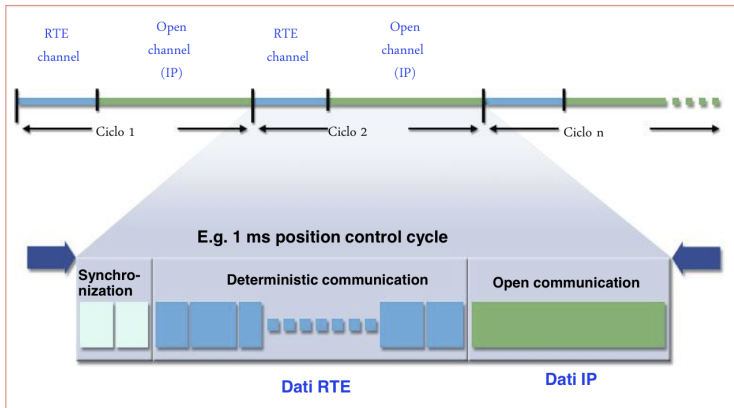 RTE channel
Open channel (IP)
RTE channel
Open channel (IP)
Ciclo 1
Ciclo 2
Ciclo n
E.g. 1 ms position control cycle
Synchro-
nization
Deterministic communication
Open communication
Dati RTE
Dati IP